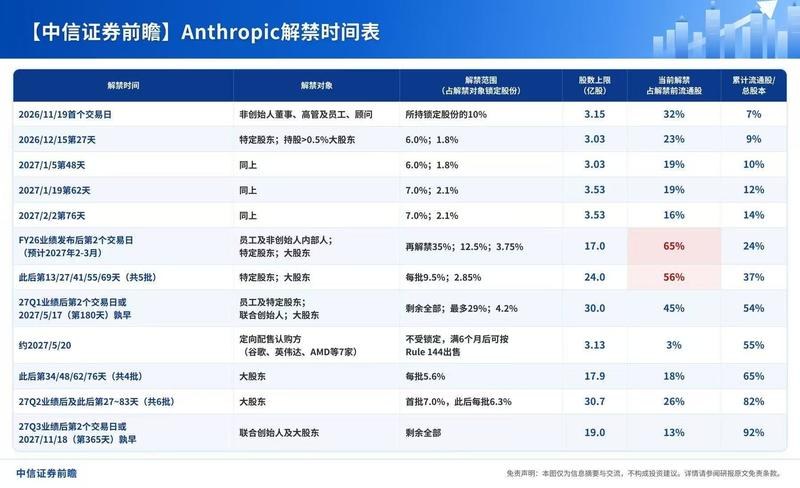 【中信证券前瞻】Anthropic解禁时间表
解禁时间 解禁对象 解禁范围 股数上限 当前解禁 累计流通股/
（占解禁对象锁定股份） （亿股） 占解禁前流通股 总股本
2026/11/19首个交易日 非创始人董事、高管及员工、顾问 所持锁定股份的10% 3.15 32% 7%
2026/12/15第27天 特定股东；持股>0.5%大股东 6.0%；1.8% 3.03 23% 9%
2027/1/5第48天 同上 6.0%；1.8% 3.03 19% 10%
2027/1/19第62天 同上 7.0%；2.1% 3.53 19% 12%
2027/2/2第76天 同上 7.0%；2.1% 3.53 16% 14%
FY26业绩发布后第2个交易日 员工及非创始人内部人；
（预计2027年2-3月） 特定股东；大股东 再解禁35%；12.5%；3.75% 17.0 65% 24%
此后第13/27/41/55/69天（共5批） 特定股东；大股东 每批9.5%；2.85% 24.0 56% 37%
27Q1业绩后第2个交易日或 员工及特定股东；
2027/5/17（第180天）孰早 联合创始人；大股东 剩余全部；最多29%；4.2% 30.0 45% 54%
约2027/5/20 定向配售认购方 不受锁定，满6个月后可按 3.13 3% 55%
（谷歌、英伟达、AMD等7家） Rule 144出售
此后第34/48/62/76天（共4批） 大股东 每批5.6% 17.9 18% 65%
27Q2业绩后及此后第27~83天（共6批） 大股东 首批7.0%，此后每批6.3% 30.7 26% 82%
27Q3业绩后第2个交易日或
2027/11/18（第365天）孰早 联合创始人及大股东 剩余全部 19.0 13% 92%
中信证券前瞻 免责声明：本图仅为信息摘要与交流，不构成投资建议。详情请参阅研报原文免责条款。